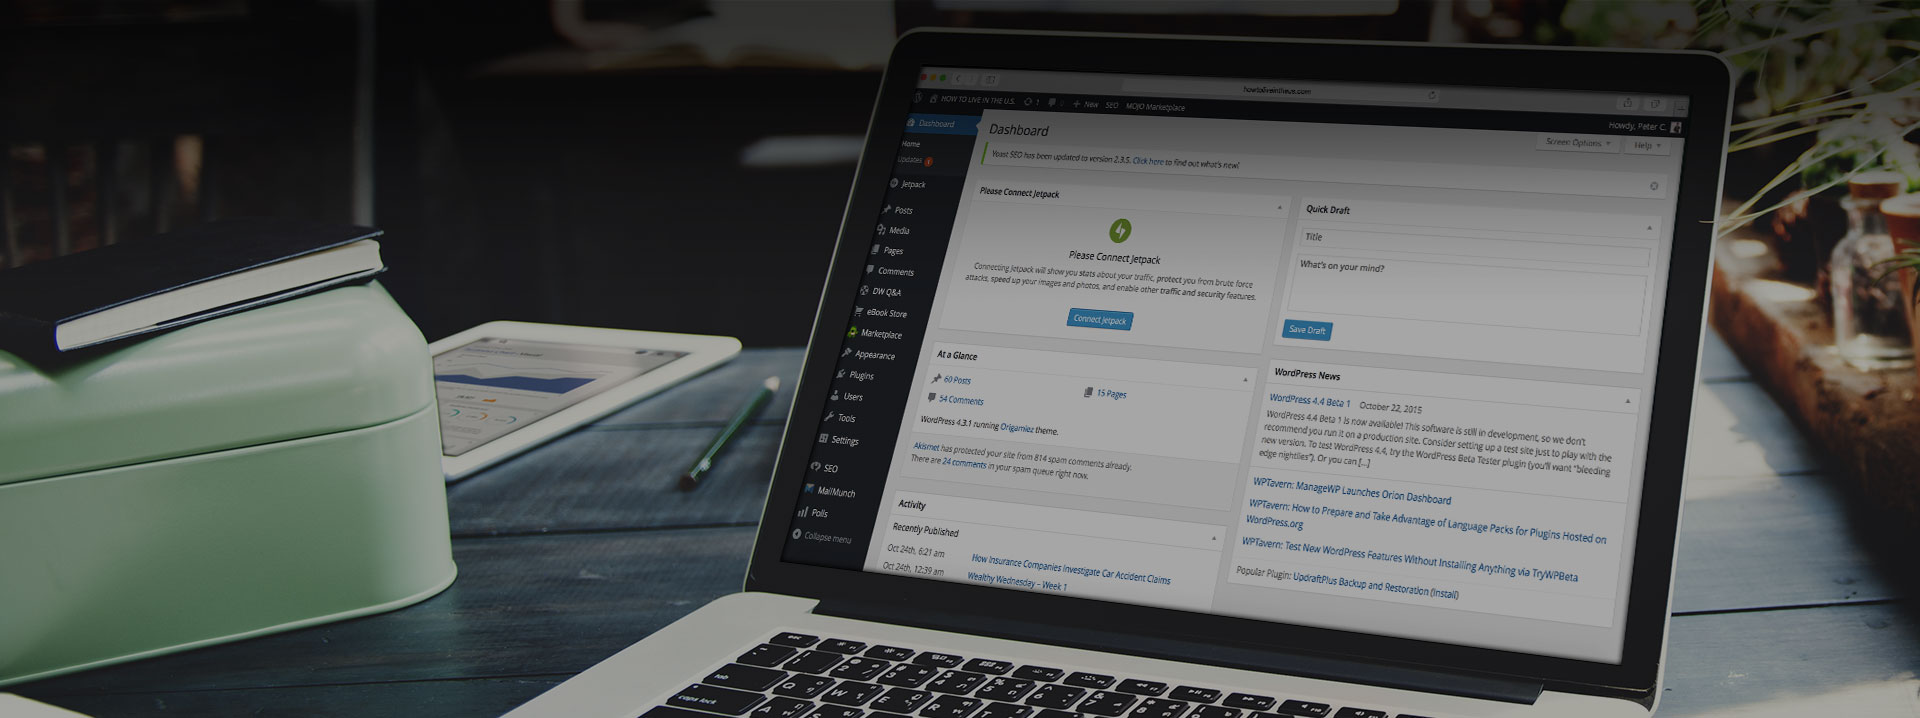 howtoliveintheus.com
HOW TO LIVE IN THE U.S. 1 0 New SEO MOJO Marketplace
Howdy, Peter C.
Dashboard
Home
Updates 1
Jetpack
Posts
Media
Pages
Comments
DW Q&A
eBook Store
Marketplace
Appearance
Plugins
Users
Tools
Settings
SEO
MailMunch
Polls
Collapse menu
Dashboard
Screen Options
Help
Yoast SEO has been updated to version 2.3.5. Click here to find out what's new!
Please Connect Jetpack
Please Connect Jetpack
Connecting Jetpack will show you stats about your traffic, protect you from brute force
attacks, speed up your images and photos, and enable other traffic and security features.
Connect Jetpack
At a Glance
60 Posts
15 Pages
54 Comments
WordPress 4.3.1 running Origamiez theme.
Akismet has protected your site from 814 spam comments already.
There are 24 comments in your spam queue right now.
Activity
Recently Published
Oct 24th, 6:21 am How Insurance Companies Investigate Car Accident Claims
Oct 24th, 12:39 am Wealthy Wednesday – Week 1
Quick Draft
Title
What's on your mind?
Save Draft
WordPress News
WordPress 4.4 Beta 1 October 22, 2015
WordPress 4.4 Beta 1 is now available! This software is still in development, so we don't
recommend you run it on a production site. Consider setting up a test site just to play with the
new version. To test WordPress 4.4, try the WordPress Beta Tester plugin (you'll want "bleeding
edge nightlies"). Or you can [...]
WPTavern: ManageWP Launches Orion Dashboard
WPTavern: How to Prepare and Take Advantage of Language Packs for Plugins Hosted on
WordPress.org
WPTavern: Test New WordPress Features Without Installing Anything via TryWPBeta
Popular Plugin: UpdraftPlus Backup and Restoration (Install)
esc
tab Q W E
caps lock A